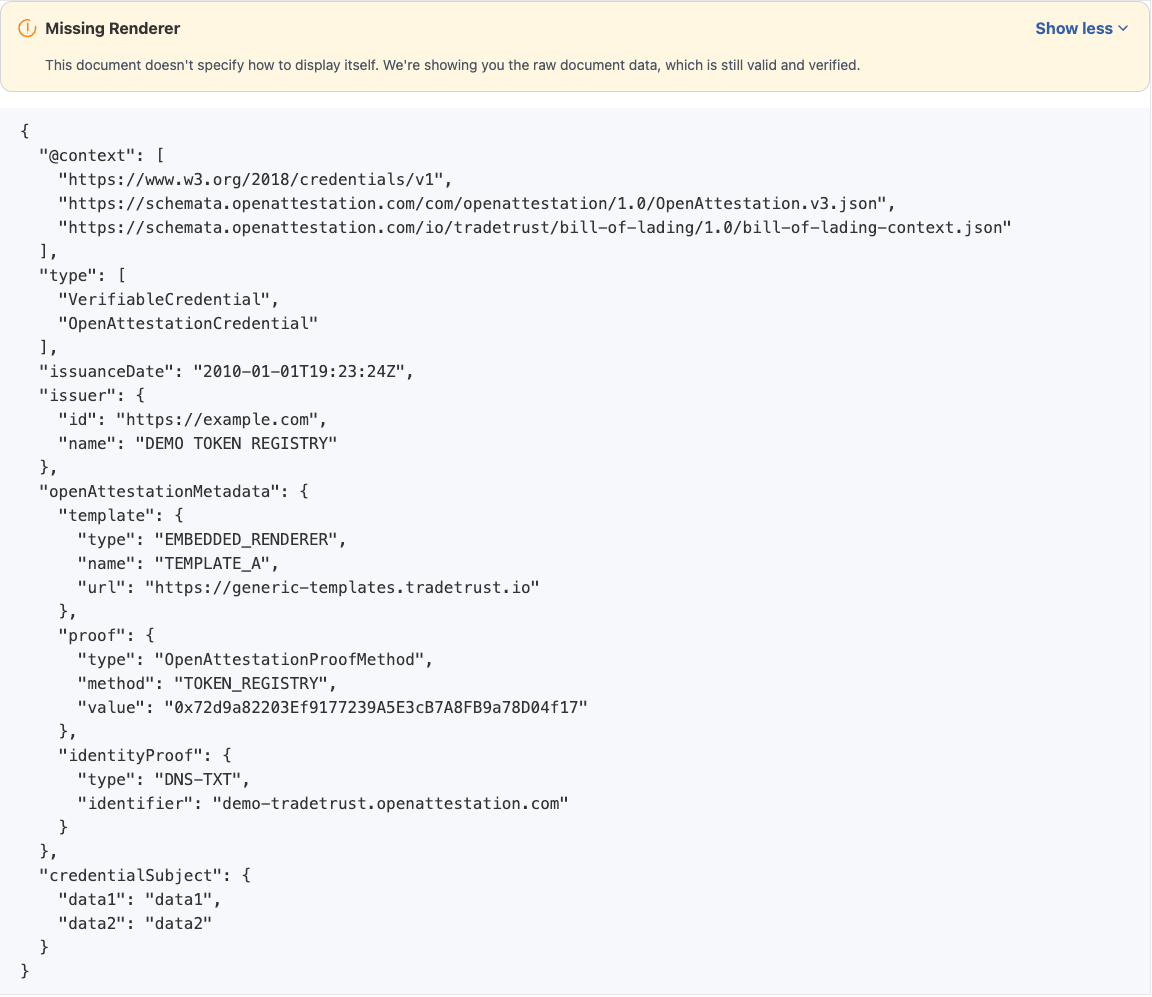 Missing Renderer
Show less
This document doesn't specify how to display itself. We're showing you the raw document data, which is still valid and verified.
{
  "@context": [
    "https://www.w3.org/2018/credentials/v1",
    "https://schemata.openattestation.com/com/openattestation/1.0/OpenAttestation.v3.json",
    "https://schemata.openattestation.com/io/tradetrust/bill-of-lading/1.0/bill-of-lading-context.json"
  ],
  "type": [
    "VerifiableCredential",
    "OpenAttestationCredential"
  ],
  "issuanceDate": "2010-01-01T19:23:24Z",
  "issuer": {
    "id": "https://example.com",
    "name": "DEMO TOKEN REGISTRY"
  },
  "openAttestationMetadata": {
    "template": {
      "type": "EMBEDDED_RENDERER",
      "name": "TEMPLATE_A",
      "url": "https://generic-templates.tradetrust.io"
    },
    "proof": {
      "type": "OpenAttestationProofMethod",
      "method": "TOKEN_REGISTRY",
      "value": "0x72d9a82203Ef9177239A5E3cB7A8FB9a78D04f17"
    },
    "identityProof": {
      "type": "DNS-TXT",
      "identifier": "demo-tradetrust.openattestation.com"
    }
  },
  "credentialSubject": {
    "data1": "data1",
    "data2": "data2"
  }
}